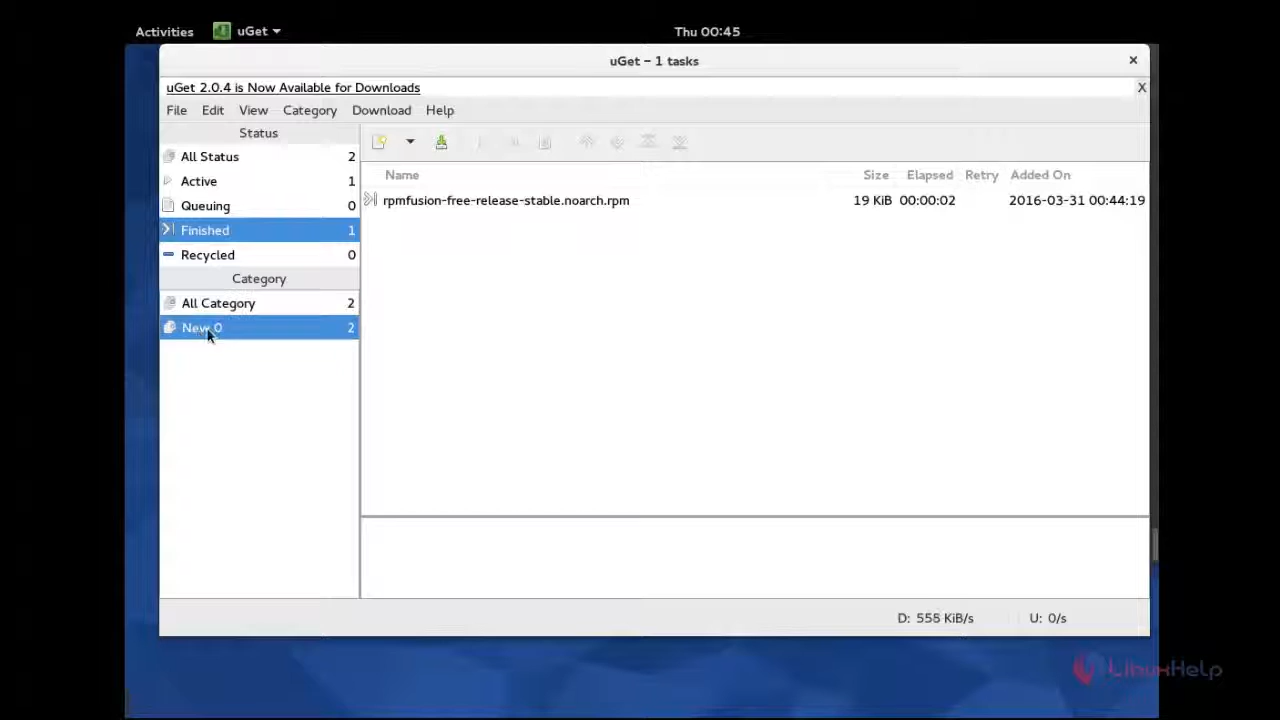 Activities uGet Thu 00:45
uGet – 1 tasks
uGet 2.0.4 is Now Available for Downloads X
File Edit View Category Download Help
Status
All Status 2
Active 1
Queuing 0
Finished 1
Recycled 0
Category
All Category 2
New 0 2
Name Size Elapsed Retry Added On
rpmfusion-free-release-stable.noarch.rpm 19 KiB 00:00:02 2016-03-31 00:44:19
D: 558 KiB/s U: 0/s
LinuxHelp